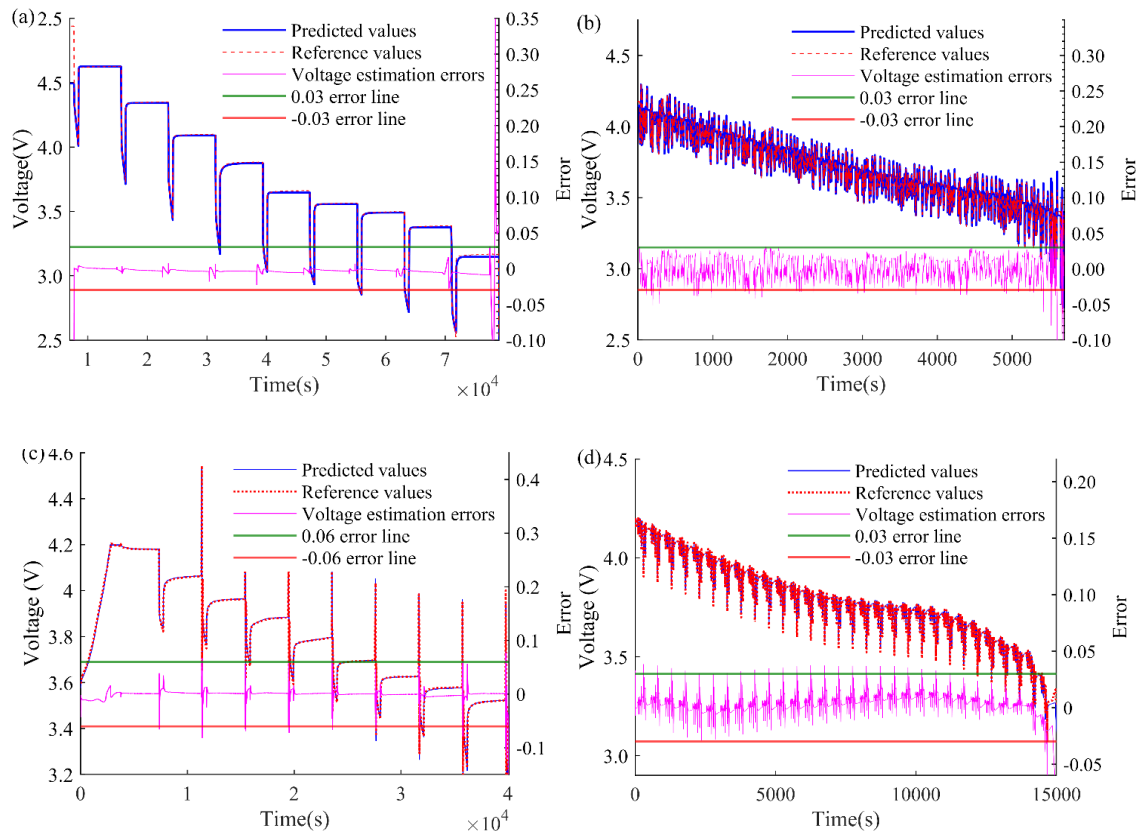 (a)
2.5
4.5
4.0
3.5
3.0
2.5
Voltage(V)
Predicted values
Reference values
Voltage estimation errors
0.03 error line
-0.03 error line
0.35
0.30
0.25
0.20
0.15
0.10
0.05
0
-0.05
-0.10
Error
1 2 3 4 5 6 7
Time(s)
×10⁴
(b)
4.5
4.0
3.5
3.0
2.5
Voltage(V)
Predicted values
Reference values
Voltage estimation errors
0.03 error line
-0.03 error line
0.30
0.25
0.20
0.15
0.10
0.05
0.00
-0.05
-0.10
Error
0 1000 2000 3000 4000 5000
Time(s)
(c)
4.6
4.4
4.2
4
3.8
3.6
3.4
3.2
Voltage (V)
Predicted values
Reference values
Voltage estimation errors
0.06 error line
-0.06 error line
0.4
0.3
0.2
0.1
0
-0.1
Error
0 1 2 3 4
Time(s)
×10⁴
(d)
4.5
4.0
3.5
3.0
Voltage (V)
Predicted values
Reference values
Voltage estimation errors
0.03 error line
-0.03 error line
0.20
0.15
0.10
0.05
0
-0.05
Error
0 5000 10000 15000
Time(s)